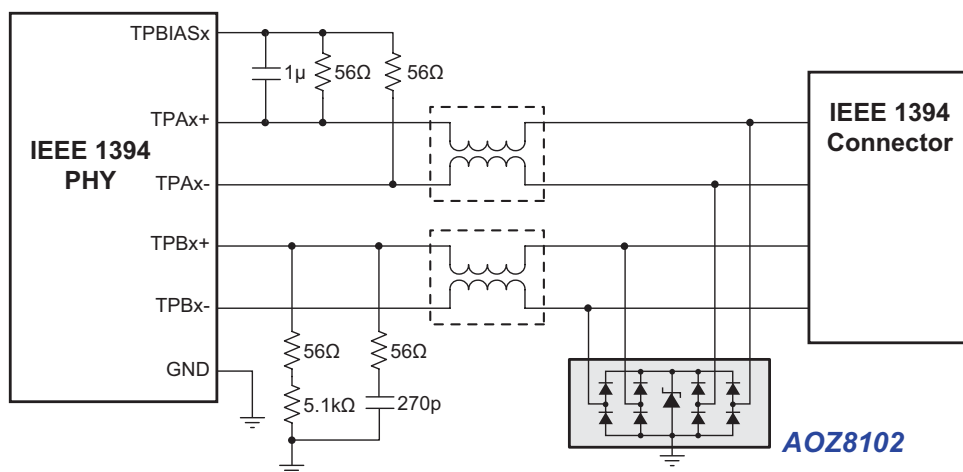 TPBIASx
1µ
56Ω
56Ω
IEEE 1394
PHY
TPAx+
TPAx-
IEEE 1394
Connector
TPBx+
TPBx-
56Ω
56Ω
GND
5.1kΩ
270p
AOZ8102